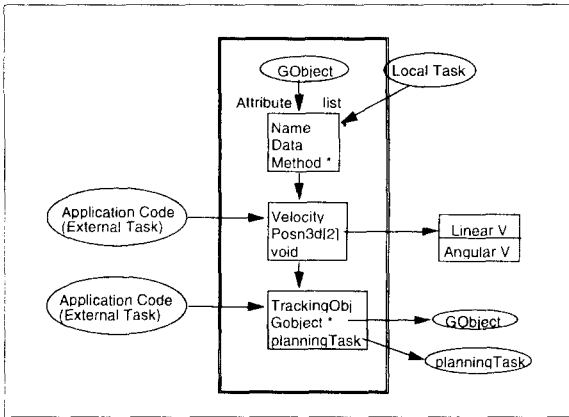 GObject
Local Task
Attribute list
Name
Data
Method *
Application Code
(External Task)
Velocity
Posn3d[2]
void
Linear V
Angular V
Application Code
(External Task)
TrackingObj
Gobject *
planningTask
GObject
planningTask